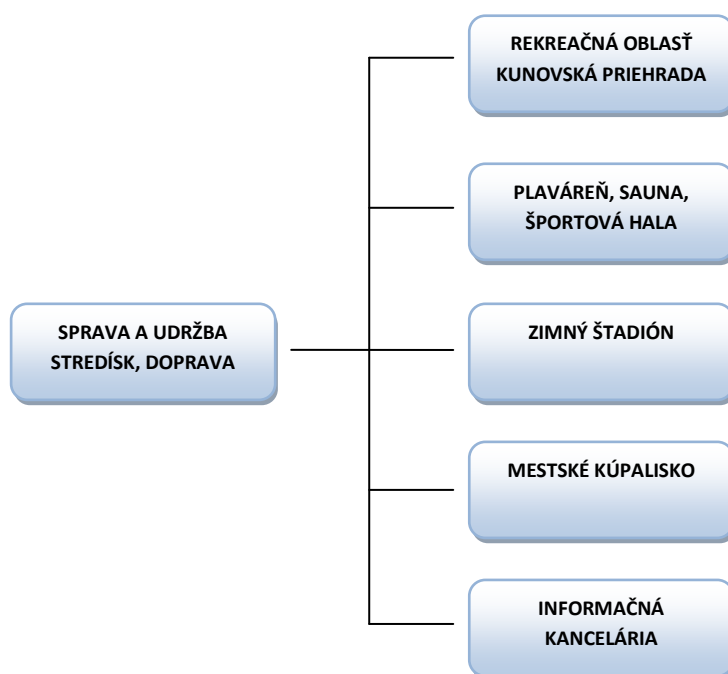 REKREAČNÁ OBLASŤ
KUNOVSKÁ PRIEHRADA
PLAVÁREŇ, SAUNA,
ŠPORTOVÁ HALA
SPRAVA A UDRŽBA
STREDÍSK, DOPRAVA
ZIMNÝ ŠTADIÓN
MESTSKÉ KÚPALISKO
INFORMAČNÁ
KANCELÁRIA